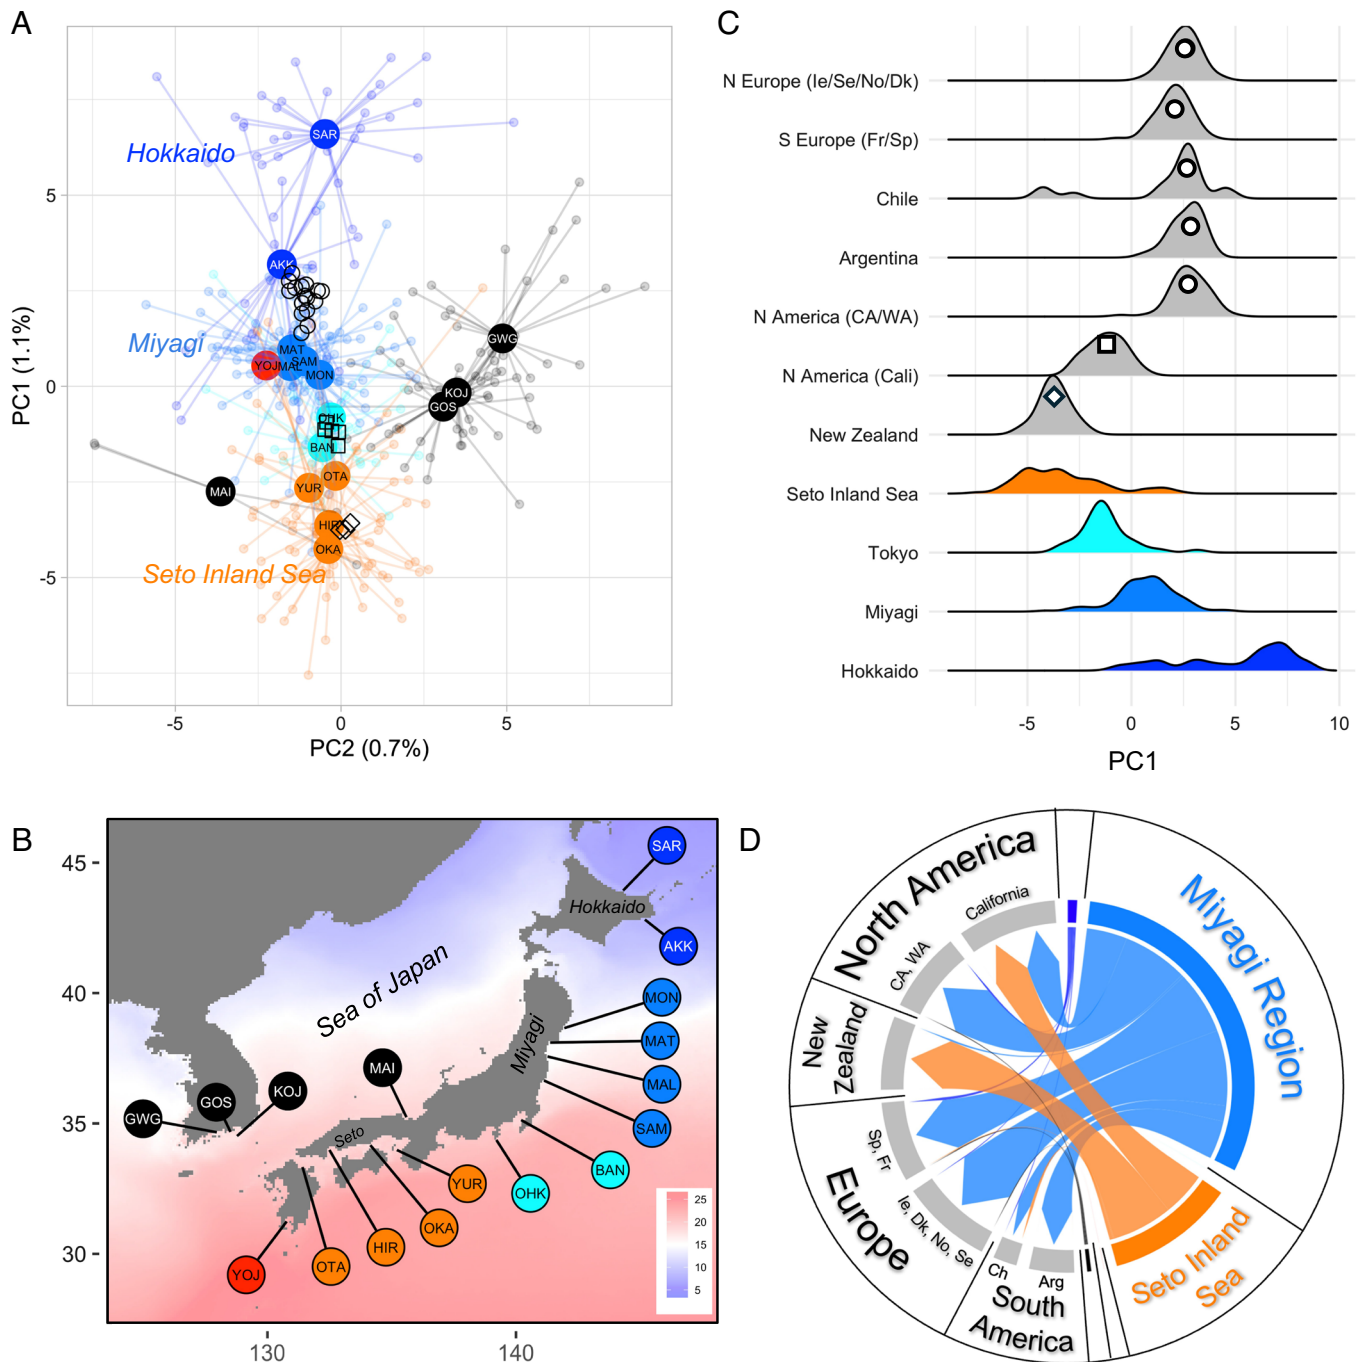 A
5
0
-5
PC1 (1.1%)
-5
0
5
PC2 (0.7%)
Hokkaido
Miyagi
Seto Inland Sea
SAR
AKK
MAT
SAM
YOJ
MAL
MON
GWG
KOJ
GOS
OHK
BAN
OTA
YUR
MAI
HIR
OKA
C
N Europe (Ie/Se/No/Dk)
S Europe (Fr/Sp)
Chile
Argentina
N America (CA/WA)
N America (Cali)
New Zealand
Seto Inland Sea
Tokyo
Miyagi
Hokkaido
-5
0
5
10
PC1
B
45
40
35
30
130
140
SAR
Hokkaido
AKK
Sea of Japan
MON
MAT
Miyagi
MAL
MAI
SAM
KOJ
GOS
GWG
Seto
BAN
YUR
OHK
OKA
HIR
OTA
YOJ
25
20
15
10
5
D
North America
California
CA, WA
New
Zealand
Europe
Sp, Fr
Ie, Dk, No, Se
Ch
Arg
South
America
Miyagi Region
Seto Inland
Sea